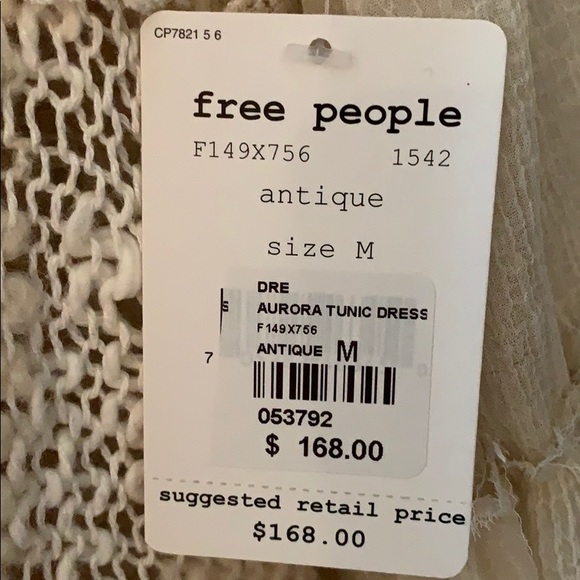 CP7821 5 6
free people
F149X756 1542
antique
size M
DRE
S AURORA TUNIC DRESS
F149X756
7 ANTIQUE M
053792
$ 168.00
suggested retail price
$168.00